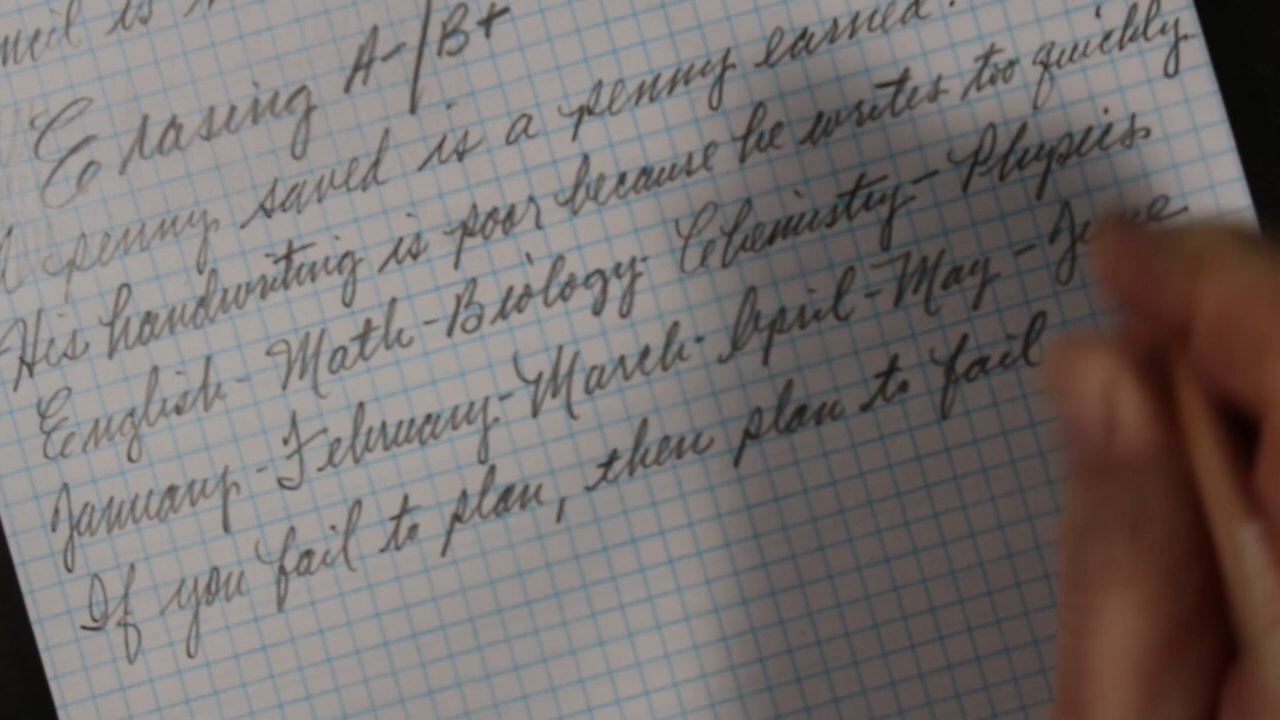 is
Erasing A-/B+
A penny saved is a penny earned.
His handwriting is poor because he writes too quickly
English - Math - Biology - Chemistry - Physics
January - February - March - April - May - June
If you fail to plan, then plan to fail